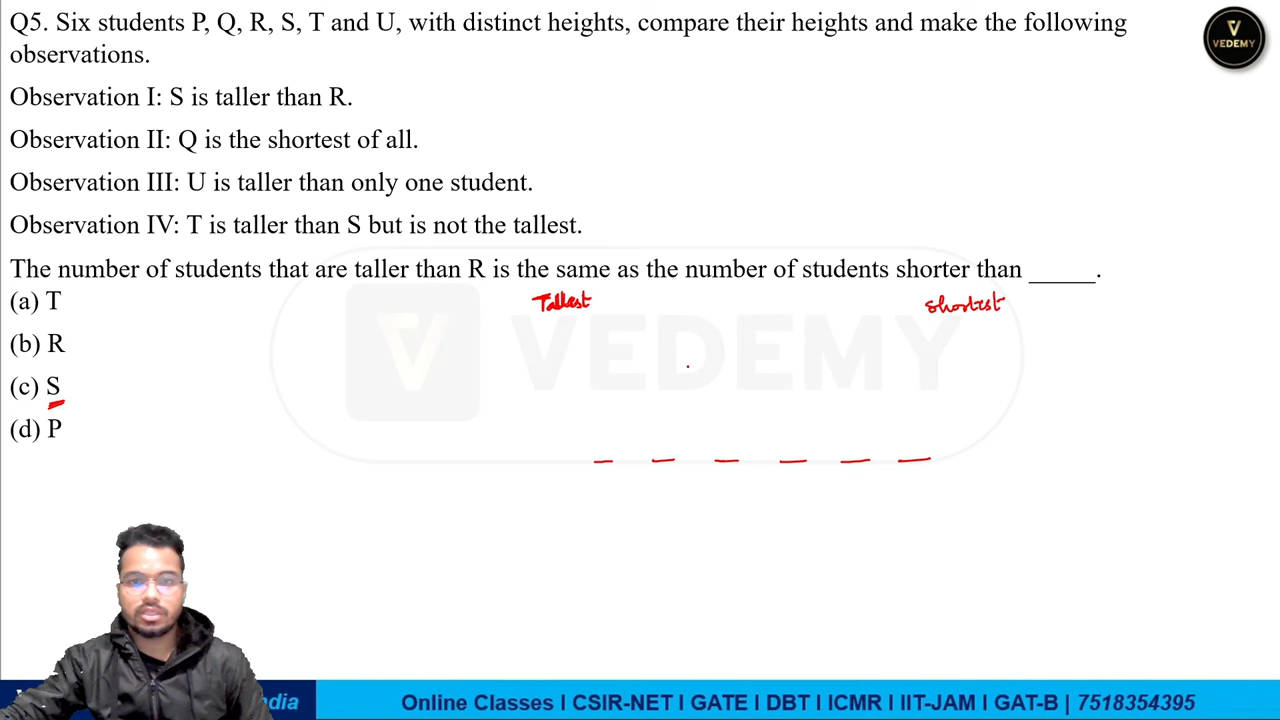 Q5. Six students P, Q, R, S, T and U, with distinct heights, compare their heights and make the following
observations.
VEDEMY
Observation I: S is taller than R.
Observation II: Q is the shortest of all.
Observation III: U is taller than only one student.
Observation IV: T is taller than S but is not the tallest.
The number of students that are taller than R is the same as the number of students shorter than _____.
(a) T
Tallest
shortest
(b) R
VEDEMY
(c) S
(d) P
Online Classes I CSIR-NET I GATE I DBT I ICMR I IIT-JAM I GAT-B | 7518354395